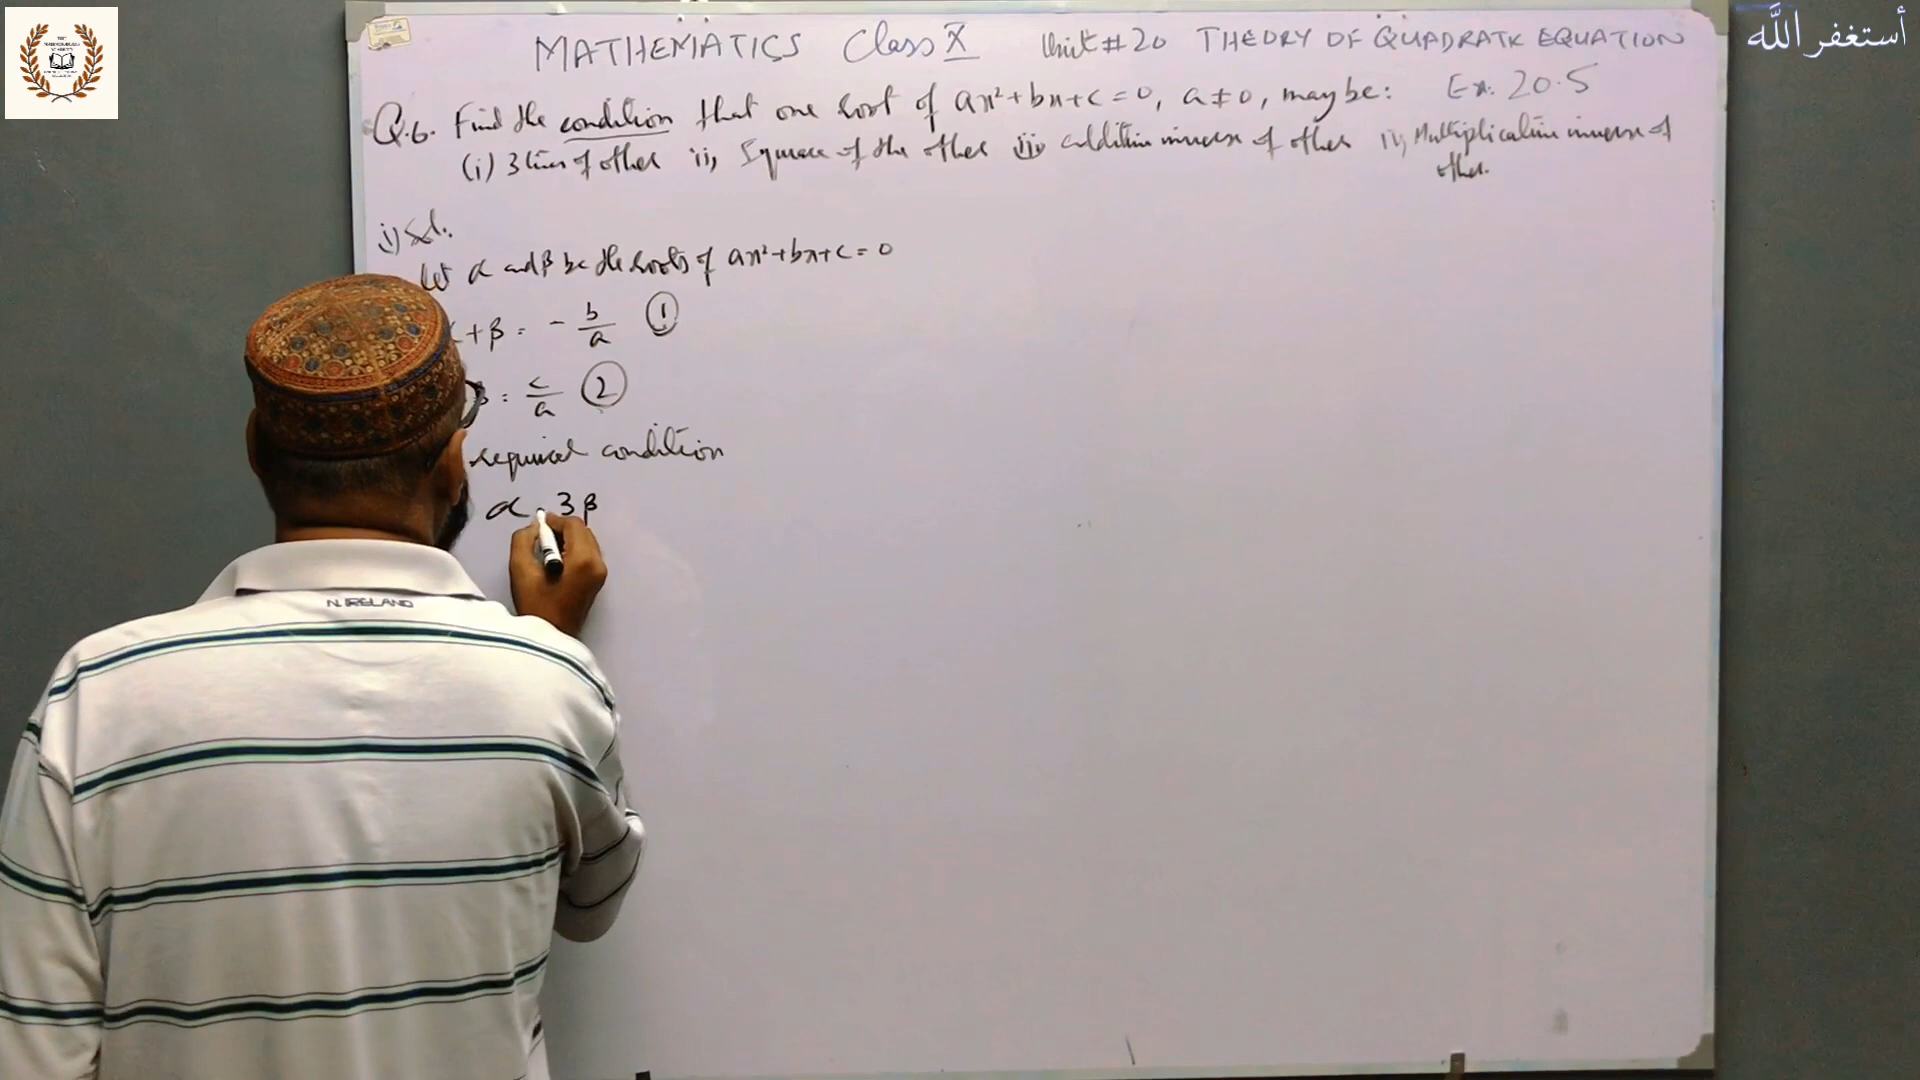 أستغفر الله
MATHEMATICS Class X Unit #20 THEORY OF QUADRATIC EQUATION
Ex. 20.5
Q.6. Find the condition that one root of ax²+bx+c=0, a≠0, may be:
(i) 3 times of other ii, Square of the other iii, additive inverse of other iv, Multiplicative inverse of
other.
i) Sol:
Let α and β be the roots of ax²+bx+c=0
+β = - b/a ①
β = c/a ②
required condition
α = 3β
N. IRELAND